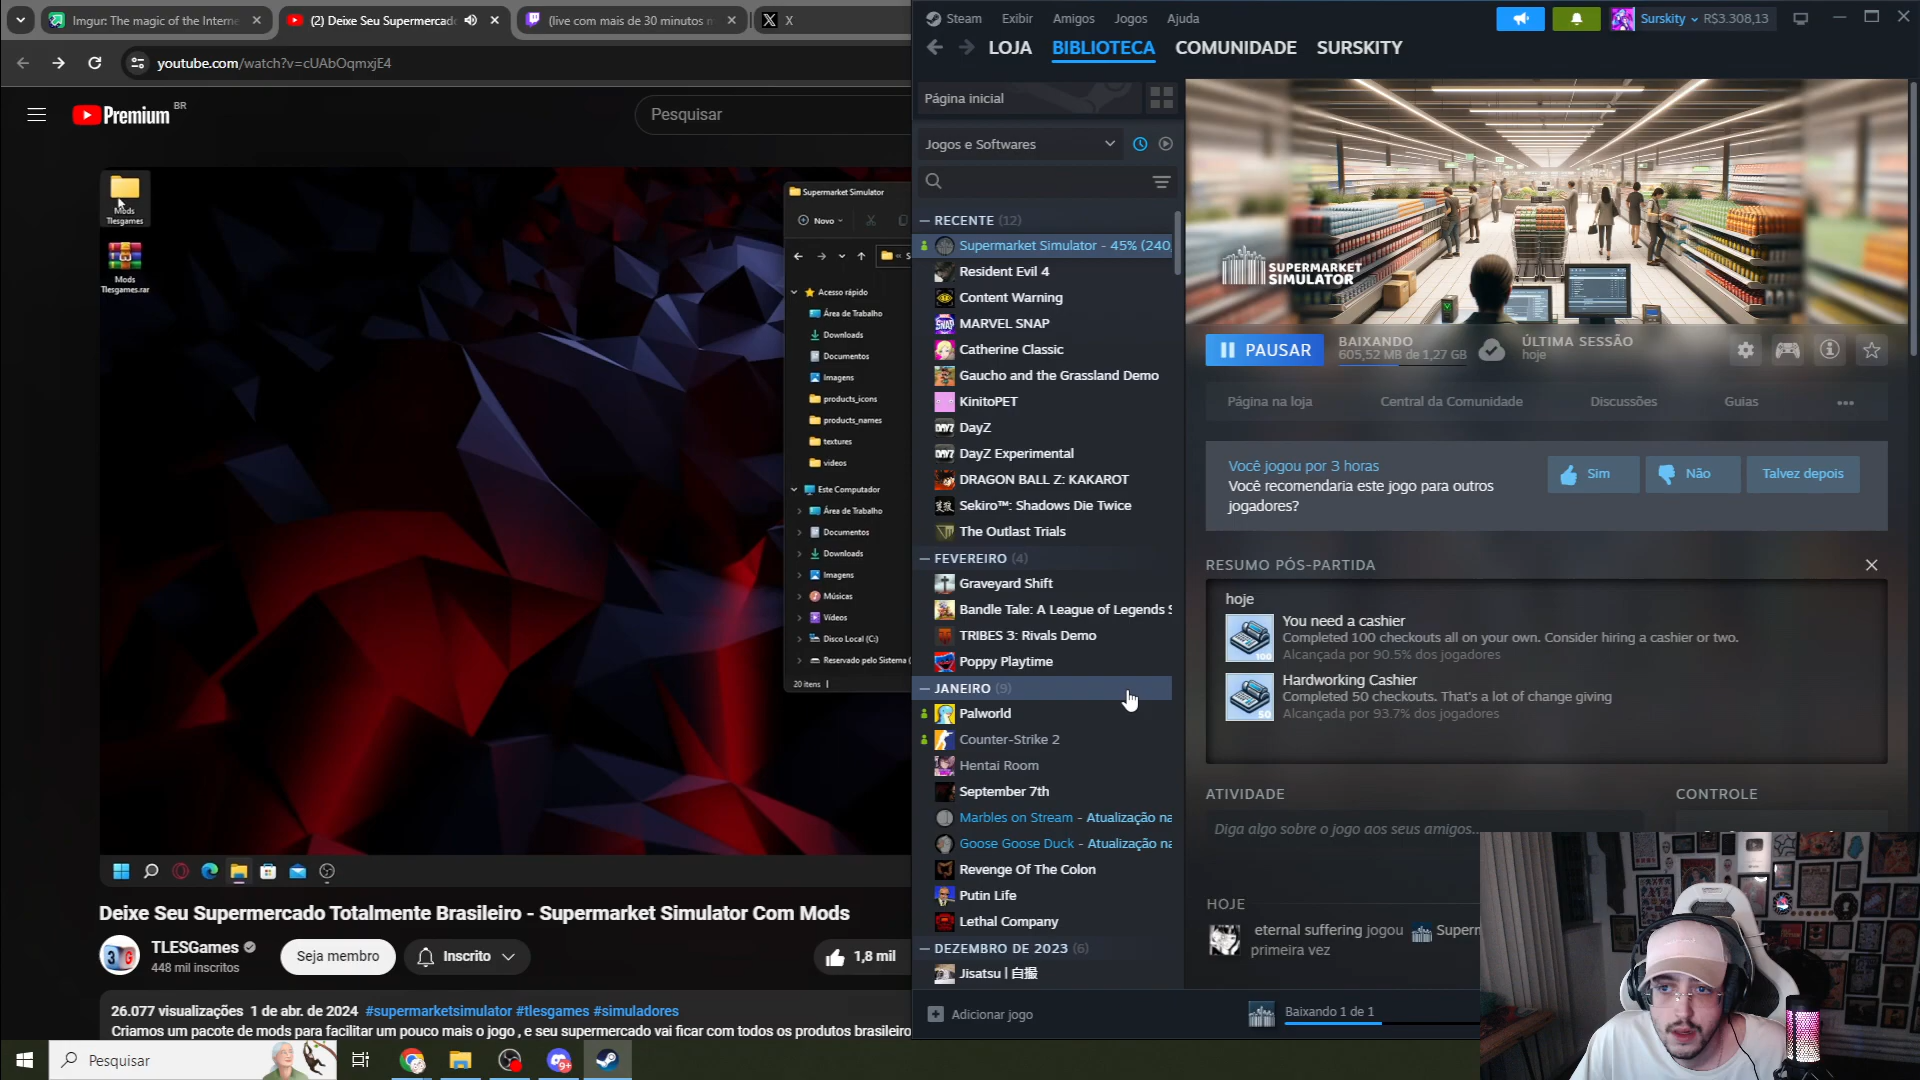 Imgur: The magic of the Interne
(2) Deixe Seu Supermercado
(live com mais de 30 minutos m
X
youtube.com/watch?v=cUAbOqmxjE4
Premium BR
Pesquisar
Mods
Tlesgames
Mods
Tlesgames.rar
Supermarket Simulator
Novo
Acesso rápido
Área de Trabalho
Downloads
Documentos
Imagens
products_icons
products_names
textures
videos
Este Computador
Área de Trabalho
Documentos
Downloads
Imagens
Músicas
Vídeos
Disco Local (C:)
Reservado pelo Sistema (
20 itens
Deixe Seu Supermercado Totalmente Brasileiro - Supermarket Simulator Com Mods
TLESGames
448 mil inscritos
Seja membro
Inscrito
1,8 mil
26.077 visualizações 1 de abr. de 2024 #supermarketsimulator #tlesgames #simuladores
Criamos um pacote de mods para facilitar um pouco mais o jogo , e seu supermercado vai ficar com todos os produtos brasileiro
Pesquisar
9+
Steam Exibir Amigos Jogos Ajuda
Surskity R$3.308,13
LOJA BIBLIOTECA COMUNIDADE SURSKITY
Página inicial
Jogos e Softwares
RECENTE (12)
Supermarket Simulator - 45% (240
Resident Evil 4
Content Warning
MARVEL SNAP
Catherine Classic
Gaucho and the Grassland Demo
KinitoPET
DayZ
DayZ Experimental
DRAGON BALL Z: KAKAROT
Sekiro™: Shadows Die Twice
The Outlast Trials
FEVEREIRO (4)
Graveyard Shift
Bandle Tale: A League of Legends S
TRIBES 3: Rivals Demo
Poppy Playtime
JANEIRO (9)
Palworld
Counter-Strike 2
Hentai Room
September 7th
Marbles on Stream - Atualização na
Goose Goose Duck - Atualização na
Revenge Of The Colon
Putin Life
Lethal Company
DEZEMBRO DE 2023 (6)
Jisatsu | 自撮
Adicionar jogo
SUPERMARKET
SIMULATOR
PAUSAR
BAIXANDO
605,52 MB de 1,27 GB
ÚLTIMA SESSÃO
hoje
Página na loja
Central da Comunidade
Discussões
Guias
Você jogou por 3 horas
Você recomendaria este jogo para outros
jogadores?
Sim
Não
Talvez depois
RESUMO PÓS-PARTIDA
hoje
You need a cashier
Completed 100 checkouts all on your own. Consider hiring a cashier or two.
Alcançada por 90.5% dos jogadores
Hardworking Cashier
Completed 50 checkouts. That's a lot of change giving
Alcançada por 93.7% dos jogadores
ATIVIDADE
CONTROLE
Diga algo sobre o jogo aos seus amigos...
HOJE
eternal suffering jogou Superm
primeira vez
Baixando 1 de 1